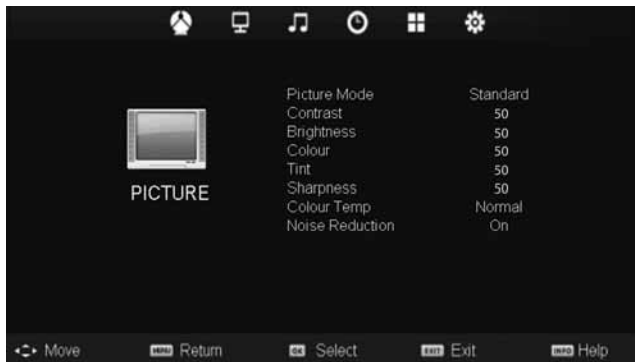 Picture Mode Standard
Contrast 50
Brightness 50
Colour 50
Tint 50
Sharpness 50
Colour Temp Normal
Noise Reduction On
PICTURE
Move MENU Return OK Select EXIT Exit INFO Help